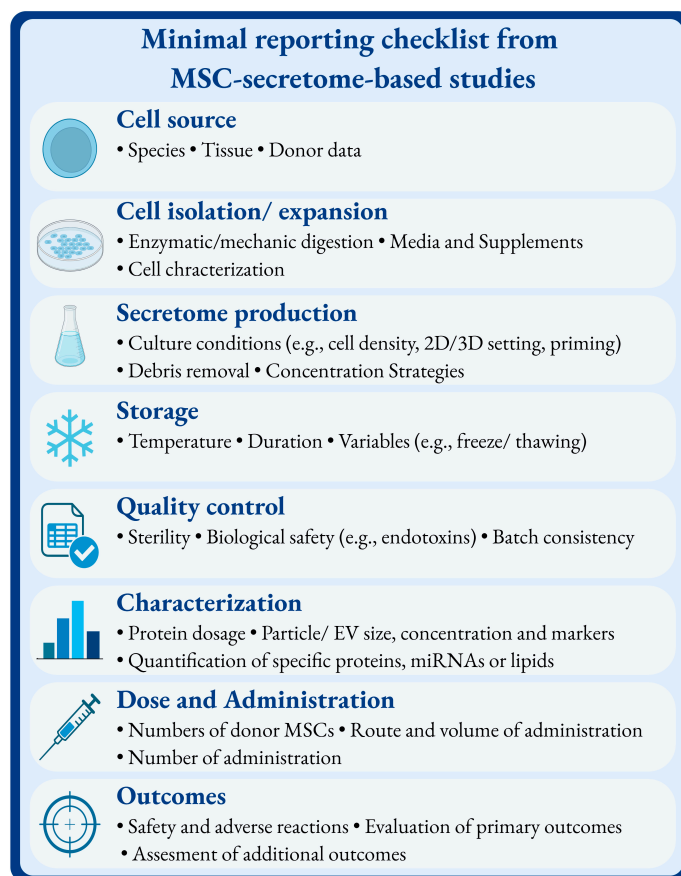 Minimal reporting checklist from
MSC-secretome-based studies
Cell source
• Species • Tissue • Donor data
Cell isolation/ expansion
• Enzymatic/mechanic digestion • Media and Supplements
• Cell chracterization
Secretome production
• Culture conditions (e.g., cell density, 2D/3D setting, priming)
• Debris removal • Concentration Strategies
Storage
• Temperature • Duration • Variables (e.g., freeze/ thawing)
Quality control
• Sterility • Biological safety (e.g., endotoxins) • Batch consistency
Characterization
• Protein dosage • Particle/ EV size, concentration and markers
• Quantification of specific proteins, miRNAs or lipids
Dose and Administration
• Numbers of donor MSCs • Route and volume of administration
• Number of administration
Outcomes
• Safety and adverse reactions • Evaluation of primary outcomes
• Assesment of additional outcomes